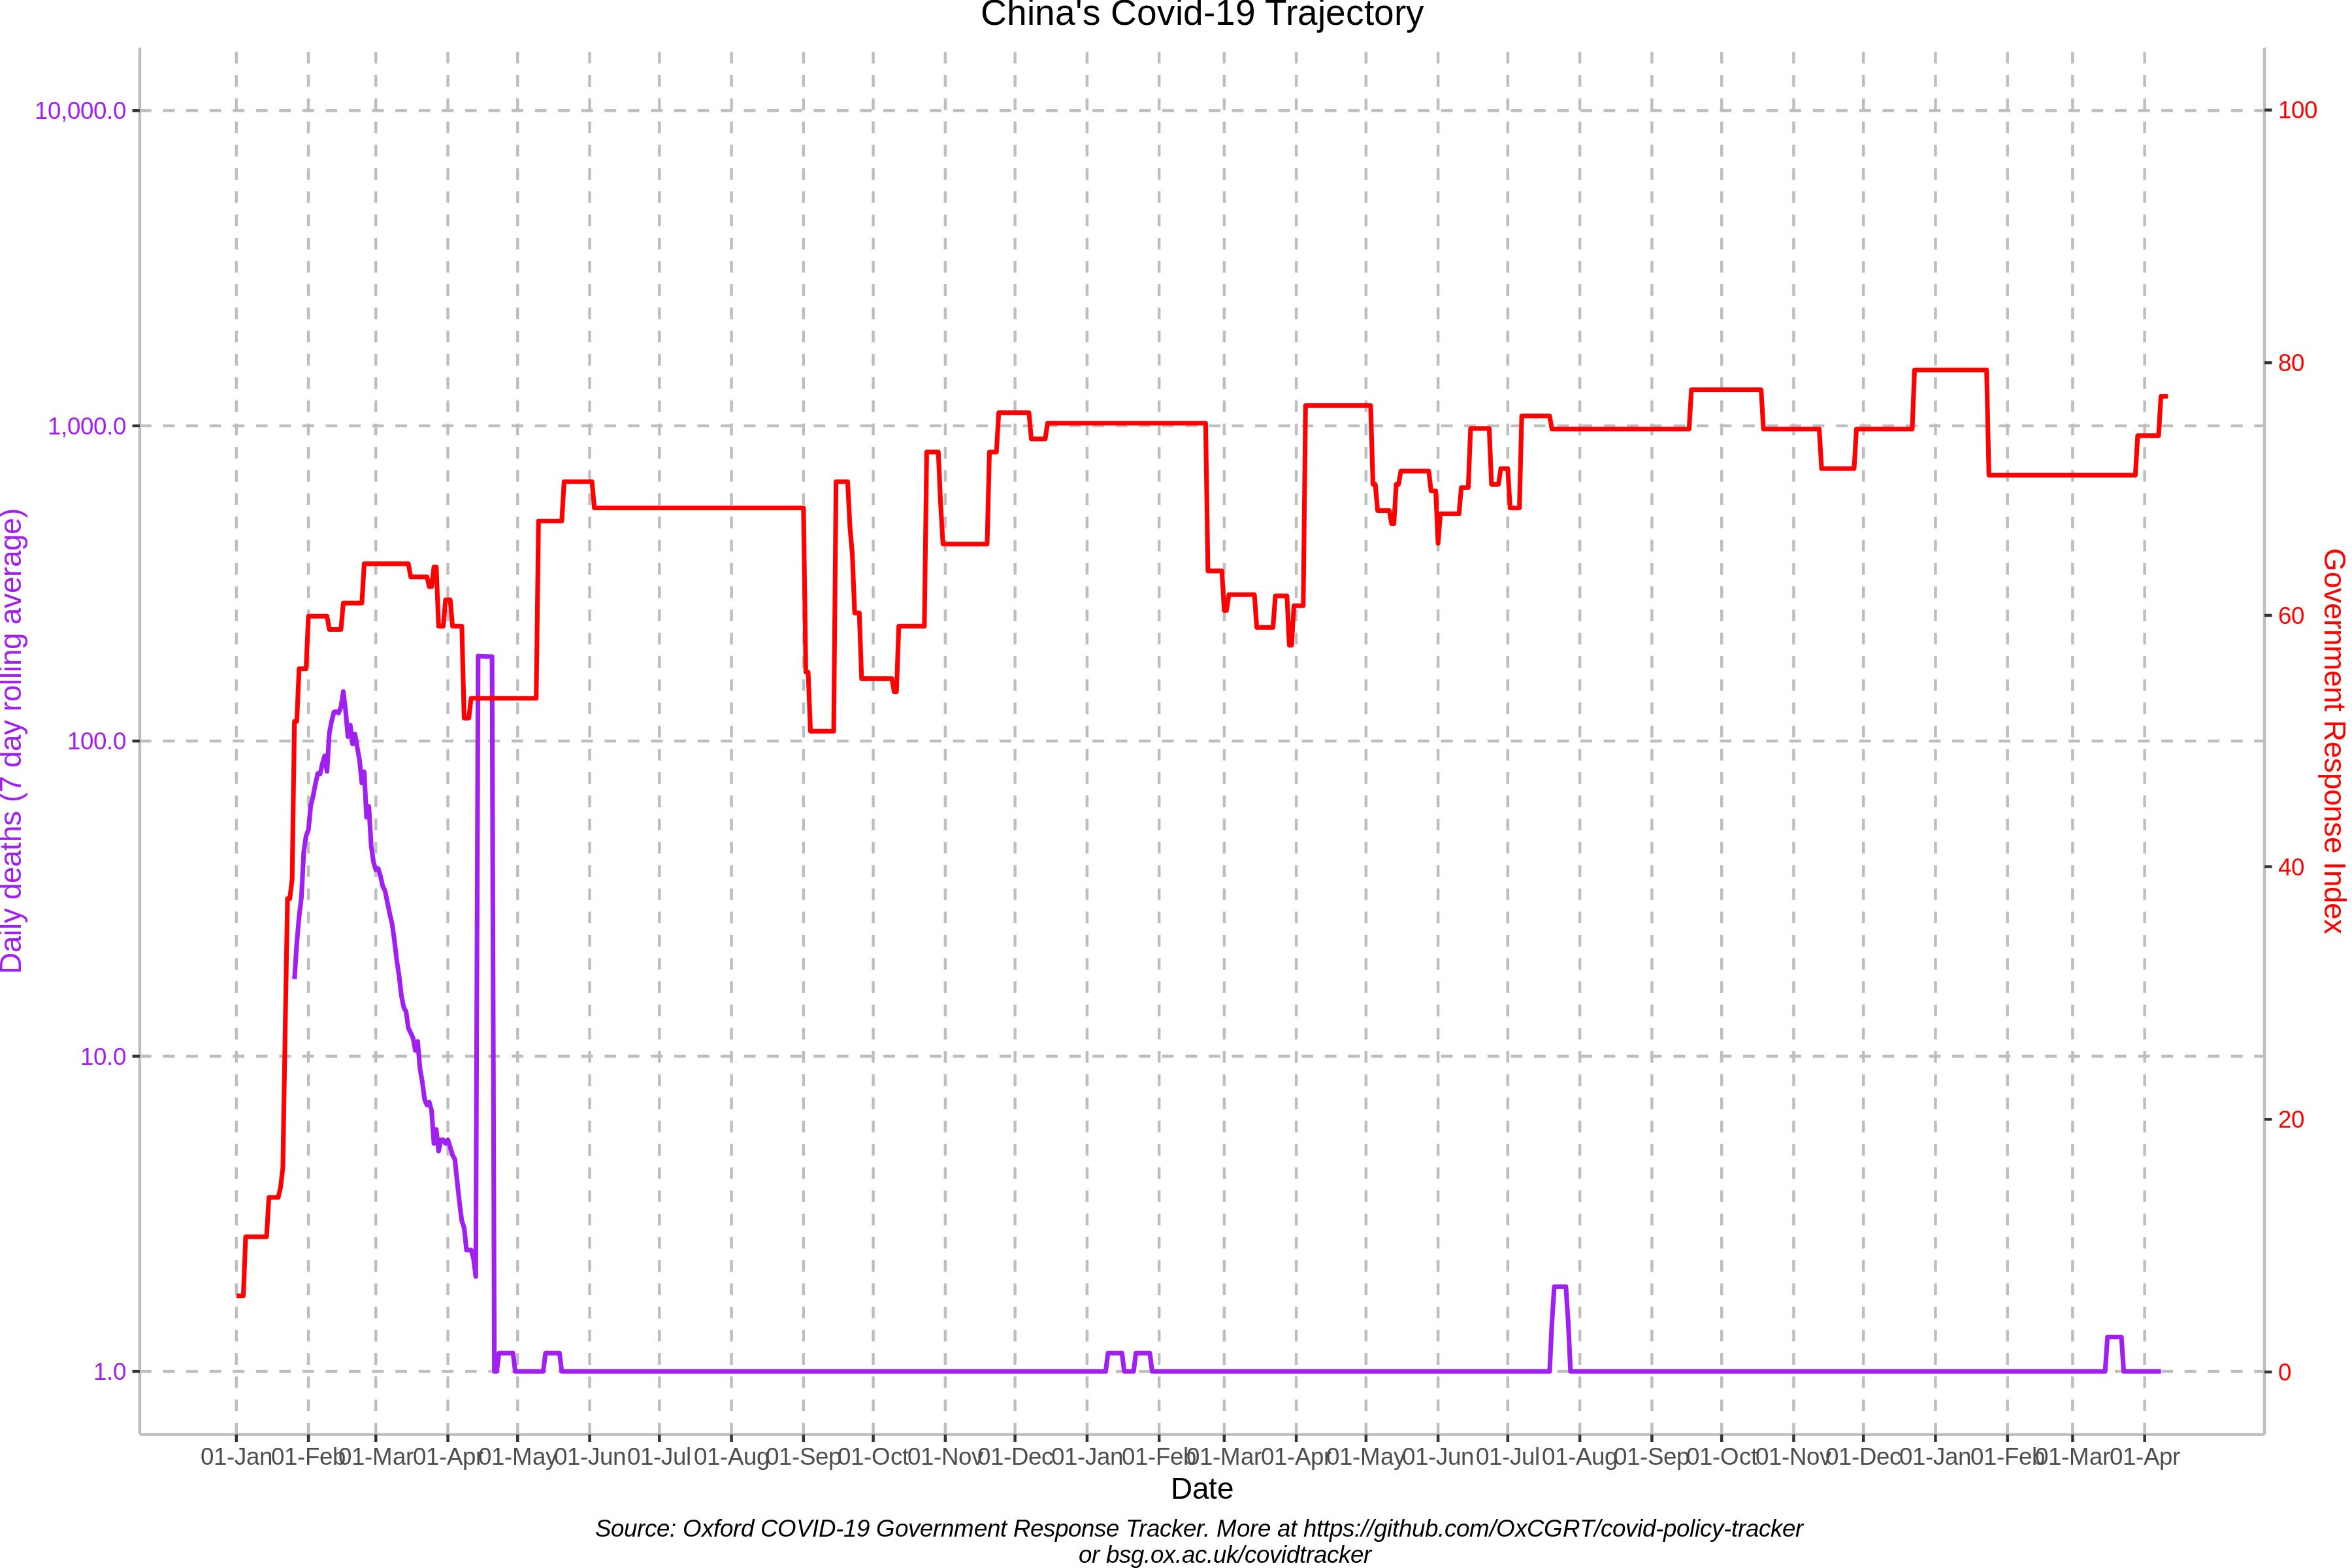 China's Covid-19 Trajectory
10,000.0
1,000.0
100.0
10.0
1.0
Daily deaths (7 day rolling average)
100
80
60
40
20
0
Government Response Index
01-Jan 01-Feb 01-Mar 01-Apr 01-May 01-Jun 01-Jul 01-Aug 01-Sep 01-Oct 01-Nov 01-Dec 01-Jan 01-Feb 01-Mar 01-Apr 01-May 01-Jun 01-Jul 01-Aug 01-Sep 01-Oct 01-Nov 01-Dec 01-Jan 01-Feb 01-Mar 01-Apr
Date
Source: Oxford COVID-19 Government Response Tracker. More at https://github.com/OxCGRT/covid-policy-tracker
or bsg.ox.ac.uk/covidtracker